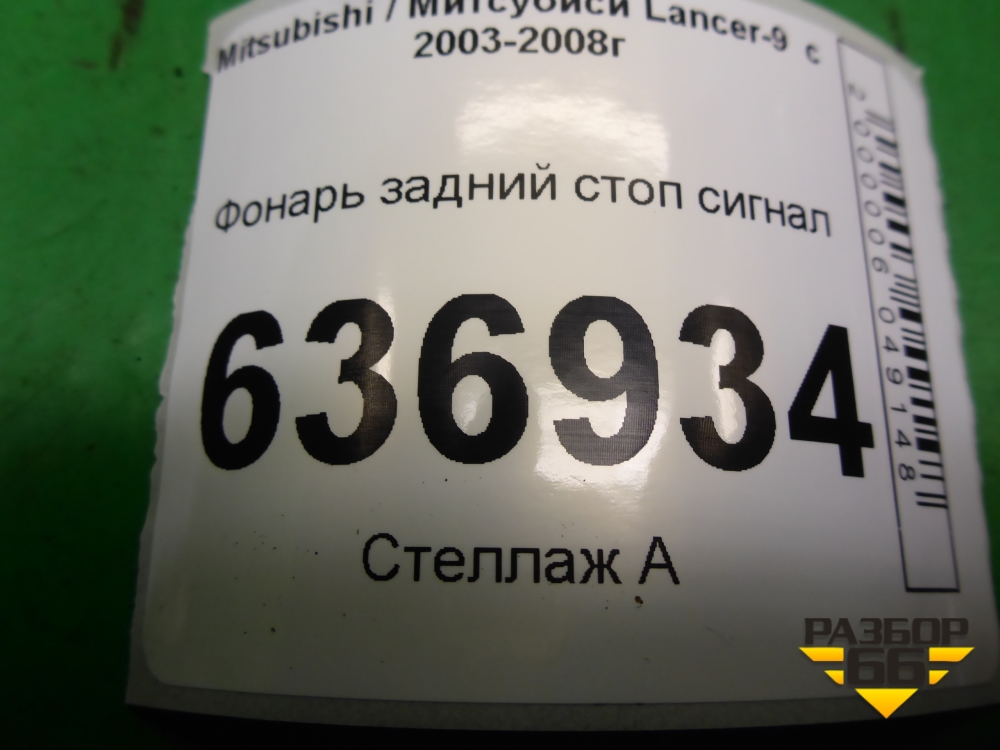 Mitsubishi / Митсубиси Lancer-9 с
2003-2008г
Фонарь задний стоп сигнал
636934
Стеллаж А
2000006049148
РАЗБОР
66